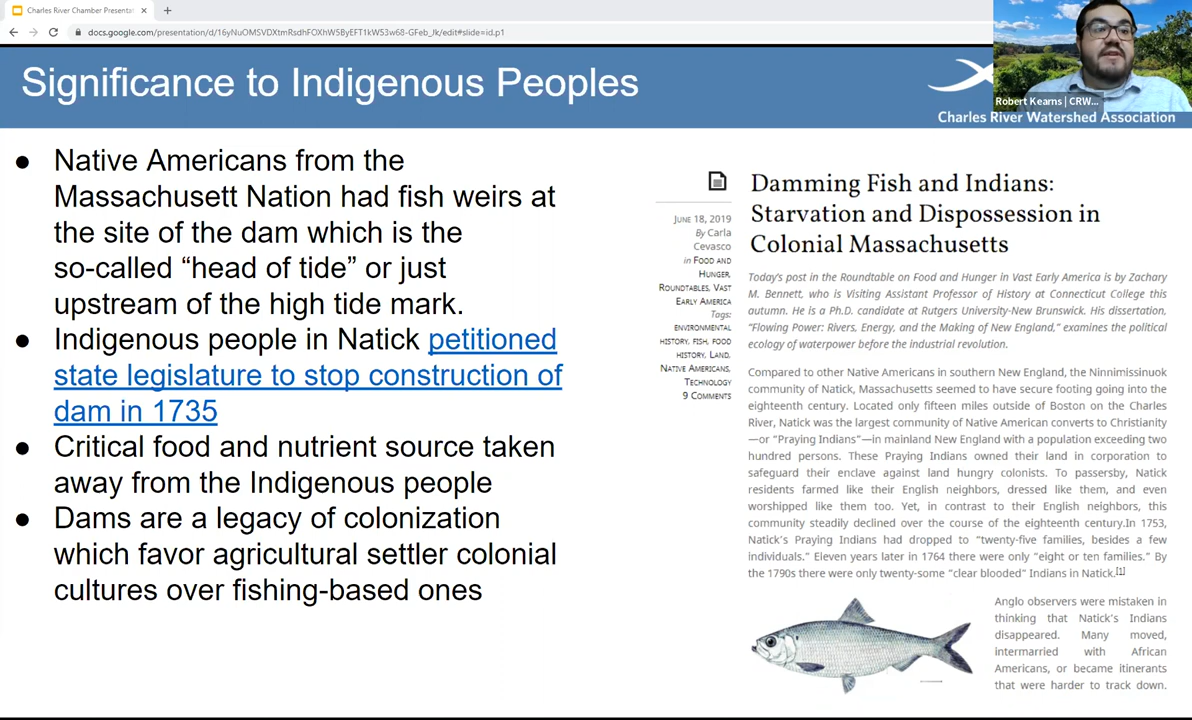 Charles River Chamber Presentat
docs.google.com/presentation/d/16yNuOMSVDXtmRsdhFOXhW5ByEFT1kW53w68-GFeb_Jk/edit#slide=id.p1
Significance to Indigenous Peoples
Robert Kearns | CRW...
Charles River Watershed Association
● Native Americans from the
Massachusett Nation had fish weirs at
the site of the dam which is the
so-called “head of tide” or just
upstream of the high tide mark.
● Indigenous people in Natick petitioned
state legislature to stop construction of
dam in 1735
● Critical food and nutrient source taken
away from the Indigenous people
● Dams are a legacy of colonization
which favor agricultural settler colonial
cultures over fishing-based ones
June 18, 2019
By Carla
Cevasco
in Food and
Hunger,
Roundtables, Vast
Early America
Tags:
environmental
history, fish, food
history, Land,
Native Americans,
Technology
9 Comments
Damming Fish and Indians:
Starvation and Dispossession in
Colonial Massachusetts
Today's post in the Roundtable on Food and Hunger in Vast Early America is by Zachary
M. Bennett, who is Visiting Assistant Professor of History at Connecticut College this
autumn. He is a Ph.D. candidate at Rutgers University-New Brunswick. His dissertation,
“Flowing Power: Rivers, Energy, and the Making of New England,” examines the political
ecology of waterpower before the industrial revolution.
Compared to other Native Americans in southern New England, the Ninnimissinuok
community of Natick, Massachusetts seemed to have secure footing going into the
eighteenth century. Located only fifteen miles outside of Boston on the Charles
River, Natick was the largest community of Native American converts to Christianity
—or “Praying Indians”—in mainland New England with a population exceeding two
hundred persons. These Praying Indians owned their land in corporation to
safeguard their enclave against land hungry colonists. To passersby, Natick
residents farmed like their English neighbors, dressed like them, and even
worshipped like them too. Yet, in contrast to their English neighbors, this
community steadily declined over the course of the eighteenth century.In 1753,
Natick's Praying Indians had dropped to “twenty-five families, besides a few
individuals.” Eleven years later in 1764 there were only “eight or ten families.” By
the 1790s there were only twenty-some “clear blooded” Indians in Natick.[1]
Anglo observers were mistaken in
thinking that Natick's Indians
disappeared. Many moved,
intermarried with African
Americans, or became itinerants
that were harder to track down.